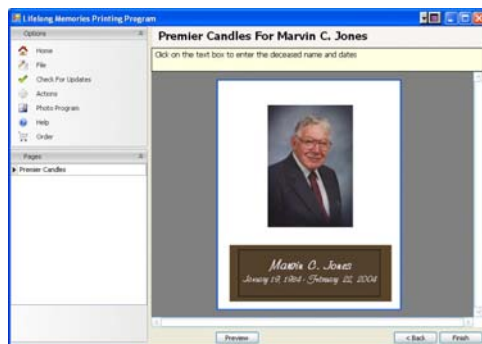 Lifelong Memories Printing Program
Options
Home
File
Check For Updates
Actions
Photo Program
Help
Order
Pages
Premier Candles
Premier Candles For Marvin C. Jones
Click on the text box to enter the deceased name and dates
Marvin C. Jones
January 19, 1984 - February 22, 2004
Preview
< Back
Finish